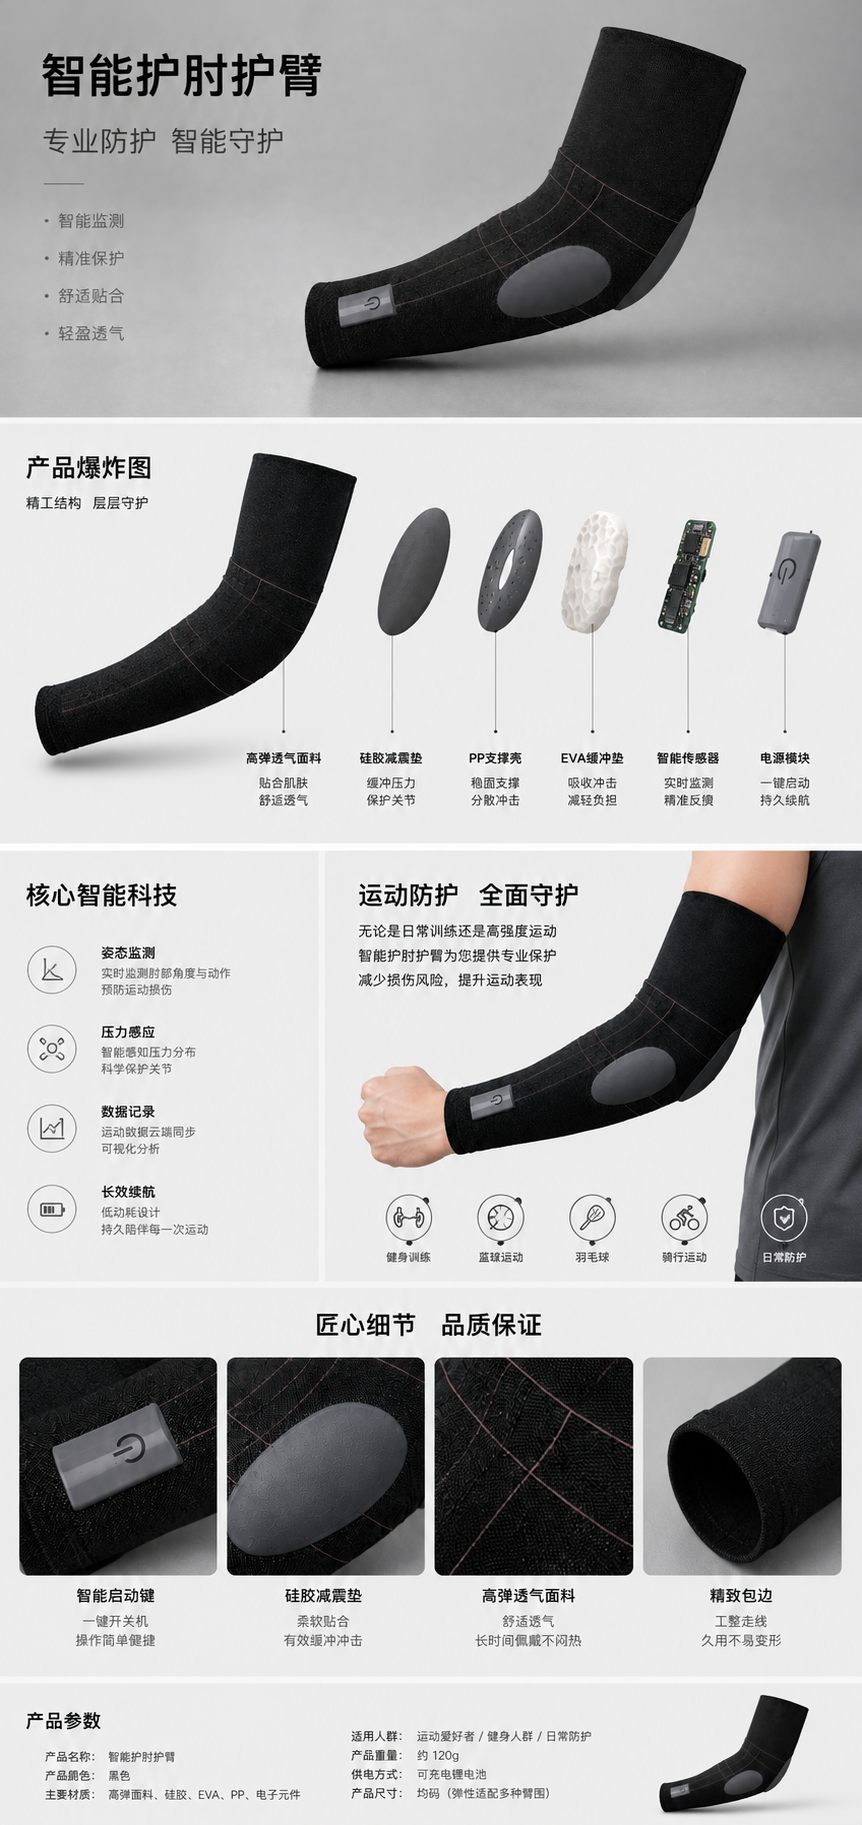 智能护肘护臂
专业防护 智能守护
• 智能监测
• 精准保护
• 舒适贴合
• 轻盈透气
产品爆炸图
精工结构 层层守护
高弹透气面料
贴合肌肤
舒适透气
硅胶减震垫
缓冲压力
保护关节
PP支撑壳
稳固支撑
分散冲击
EVA缓冲垫
吸收冲击
减轻负担
智能传感器
实时监测
精准反馈
电源模块
一键启动
持久续航
核心智能科技
姿态监测
实时监测肘部角度与动作
预防运动损伤
压力感应
智能感知压力分布
科学保护关节
数据记录
运动数据云端同步
可视化分析
长效续航
低功耗设计
持久陪伴每一次运动
运动防护 全面守护
无论是日常训练还是高强度运动
智能护肘护臂为您提供专业保护
减少损伤风险，提升运动表现
健身训练
篮球运动
羽毛球
骑行运动
日常防护
匠心细节 品质保证
智能启动键
一键开关机
操作简单便捷
硅胶减震垫
柔软贴合
有效缓冲冲击
高弹透气面料
舒适透气
长时间佩戴不闷热
精致包边
工整走线
久用不易变形
产品参数
产品名称： 智能护肘护臂
产品颜色： 黑色
主要材质： 高弹面料、硅胶、EVA、PP、电子元件
适用人群： 运动爱好者 / 健身人群 / 日常防护
产品重量： 约 120g
供电方式： 可充电锂电池
产品尺寸： 均码（弹性适配多种臂围）